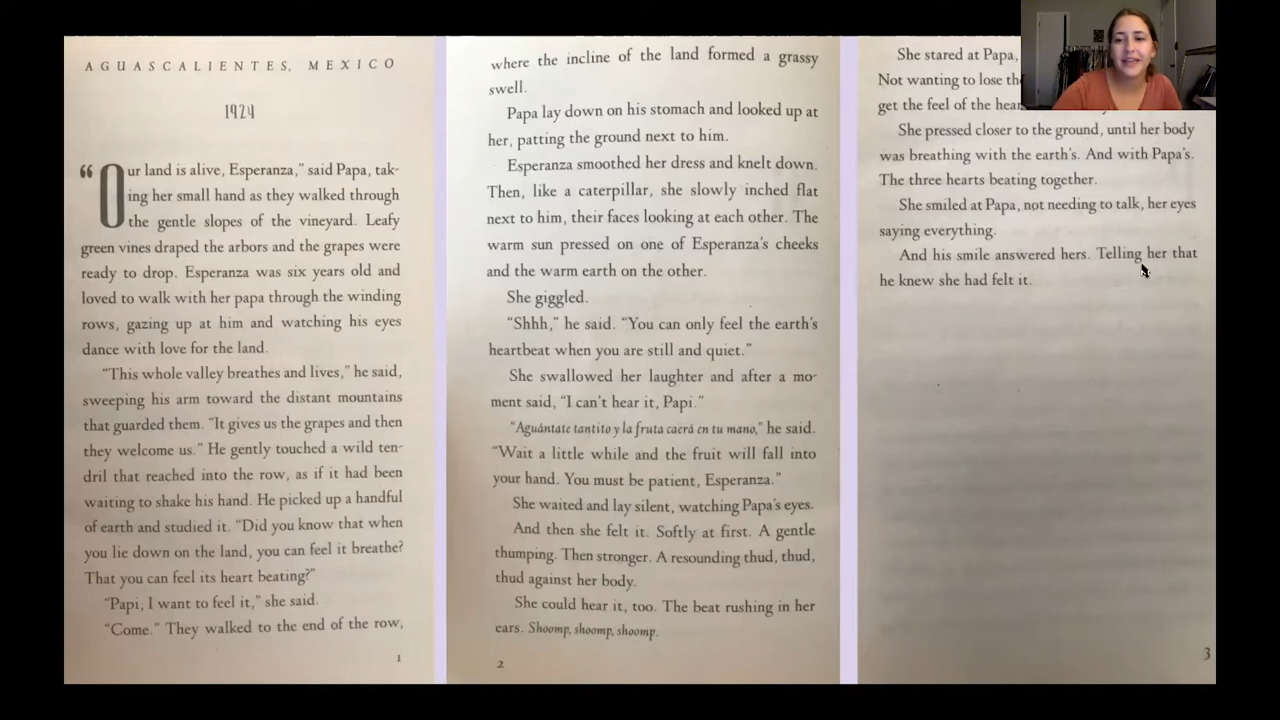 AGUASCALIENTES, MEXICO
1924
“Our land is alive, Esperanza,” said Papa, tak-
ing her small hand as they walked through
the gentle slopes of the vineyard. Leafy
green vines draped the arbors and the grapes were
ready to drop. Esperanza was six years old and
loved to walk with her papa through the winding
rows, gazing up at him and watching his eyes
dance with love for the land.
“This whole valley breathes and lives,” he said,
sweeping his arm toward the distant mountains
that guarded them. “It gives us the grapes and then
they welcome us.” He gently touched a wild ten-
dril that reached into the row, as if it had been
waiting to shake his hand. He picked up a handful
of earth and studied it. “Did you know that when
you lie down on the land, you can feel it breathe?
That you can feel its heart beating?”
“Papi, I want to feel it,” she said.
“Come.” They walked to the end of the row,
1
where the incline of the land formed a grassy
swell.
Papa lay down on his stomach and looked up at
her, patting the ground next to him.
Esperanza smoothed her dress and knelt down.
Then, like a caterpillar, she slowly inched flat
next to him, their faces looking at each other. The
warm sun pressed on one of Esperanza’s cheeks
and the warm earth on the other.
She giggled.
“Shhh,” he said. “You can only feel the earth’s
heartbeat when you are still and quiet.”
She swallowed her laughter and after a mo-
ment said, “I can’t hear it, Papi.”
“Aguántate tantito y la fruta caerá en tu mano,” he said.
“Wait a little while and the fruit will fall into
your hand. You must be patient, Esperanza.”
She waited and lay silent, watching Papa’s eyes.
And then she felt it. Softly at first. A gentle
thumping. Then stronger. A resounding thud, thud,
thud against her body.
She could hear it, too. The beat rushing in her
ears. Shoomp, shoomp, shoomp.
2
She stared at Papa,
Not wanting to lose
get the feel of the
She pressed closer to the ground, until her body
was breathing with the earth’s. And with Papa’s.
The three hearts beating together.
She smiled at Papa, not needing to talk, her eyes
saying everything.
And his smile answered hers. Telling her that
he knew she had felt it.
3